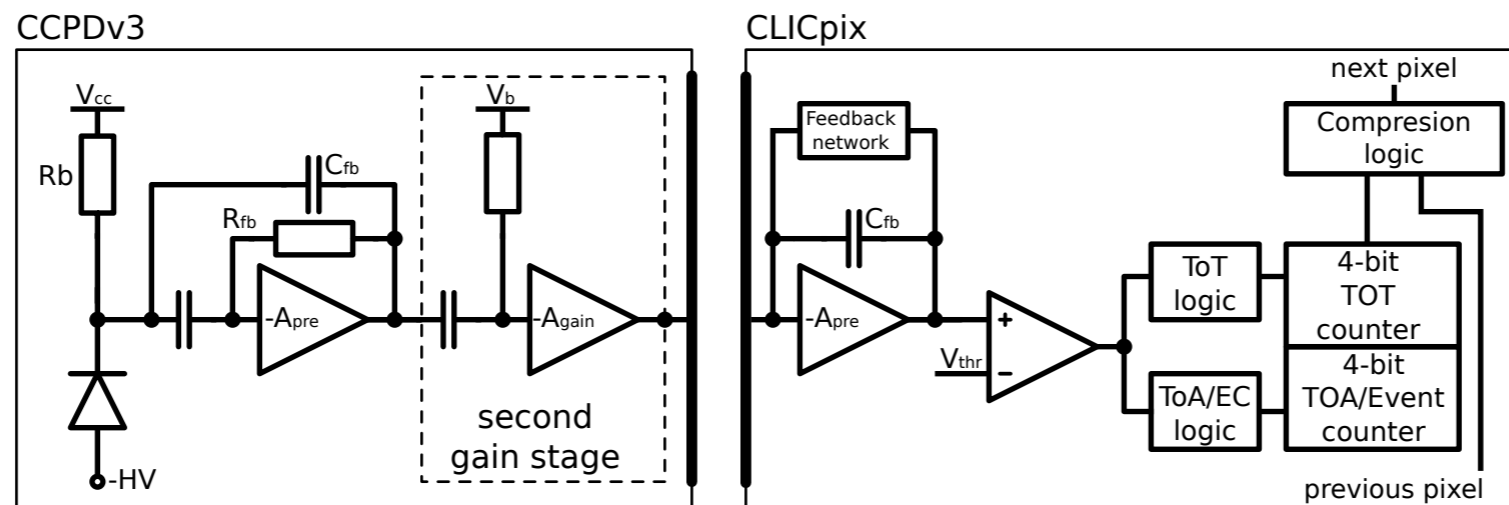 CCPDv3
Vcc
Rb
Cfb
Rfb
-Apre
-HV
Vb
-Again
second
gain stage
CLICpix
Feedback
network
Cfb
-Apre
+
Vthr
−
ToT
logic
ToA/EC
logic
next pixel
Compresion
logic
4-bit
TOT
counter
4-bit
TOA/Event
counter
previous pixel